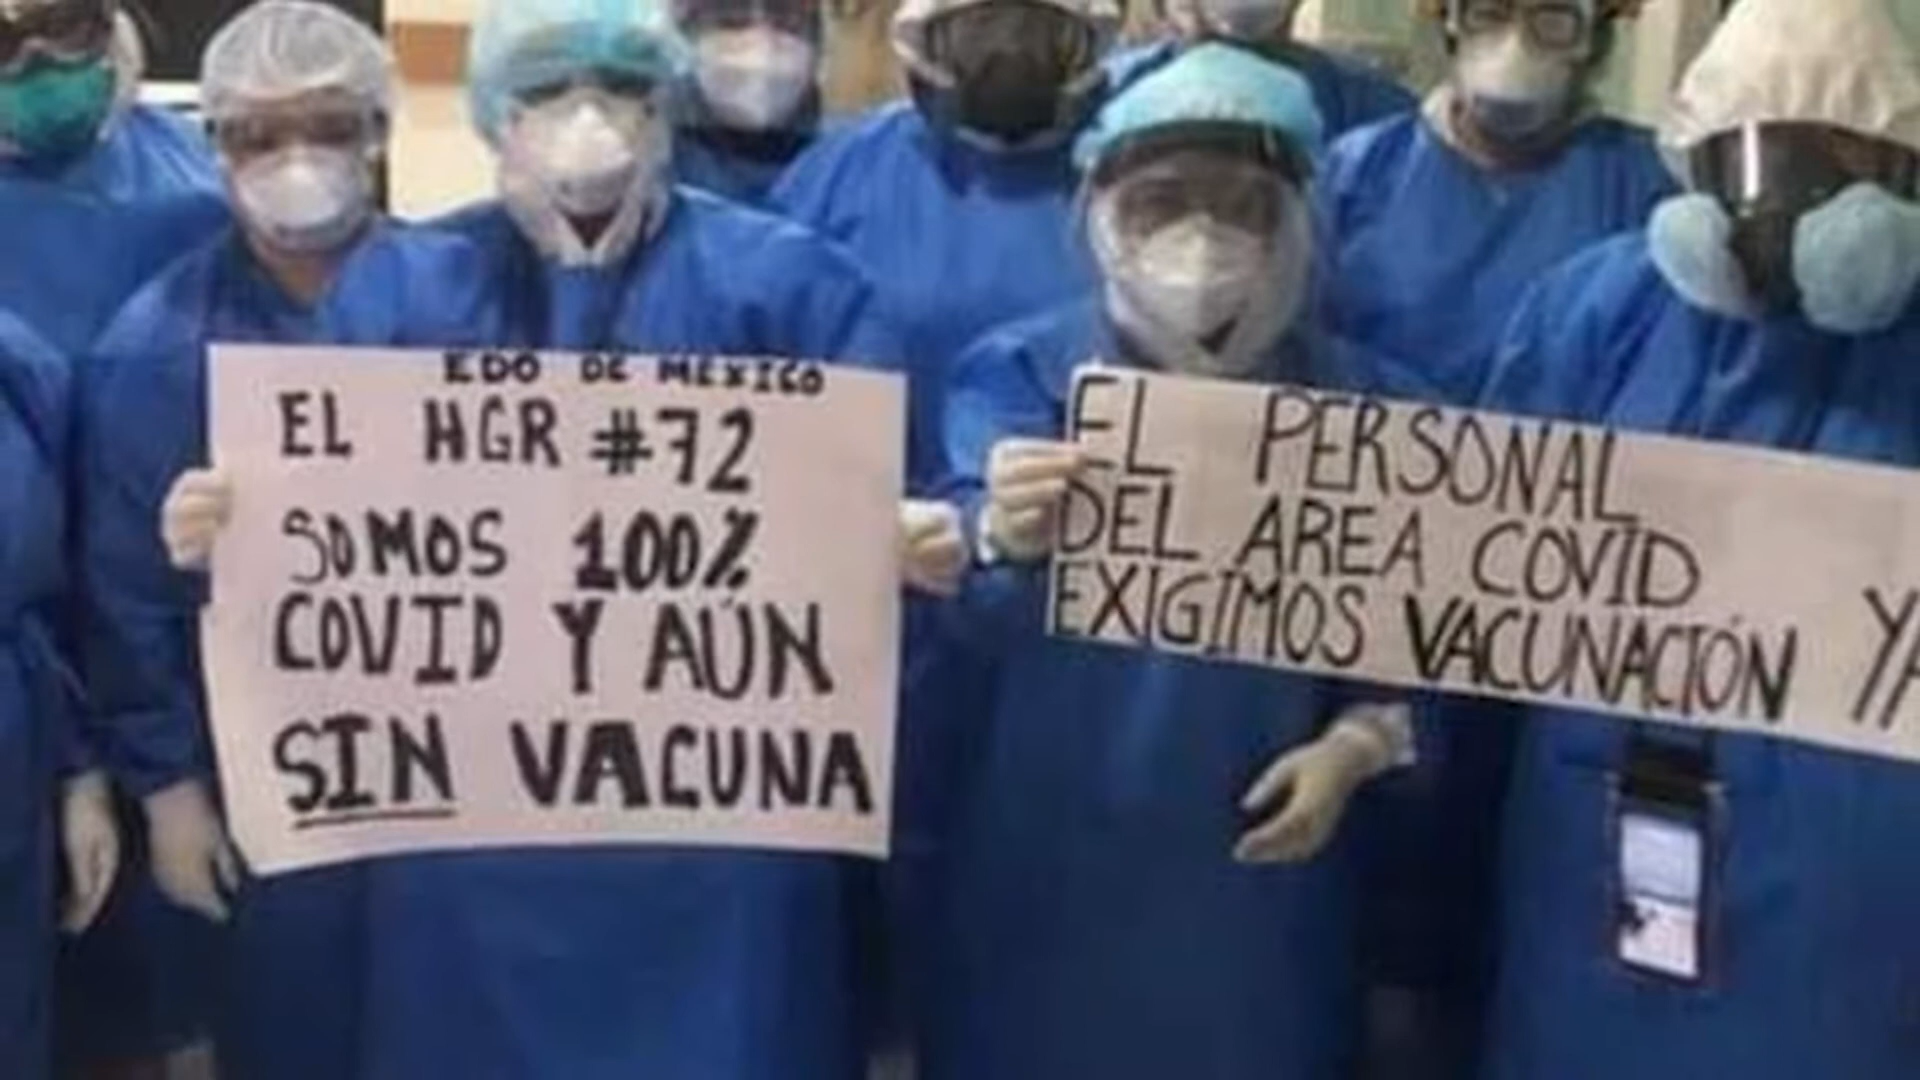 EDO DE MEXICO
EL HGR #72
SOMOS 100%
COVID Y AÚN
SIN VACUNA
EL PERSONAL
DEL AREA COVID
EXIGIMOS VACUNACIÓN YA